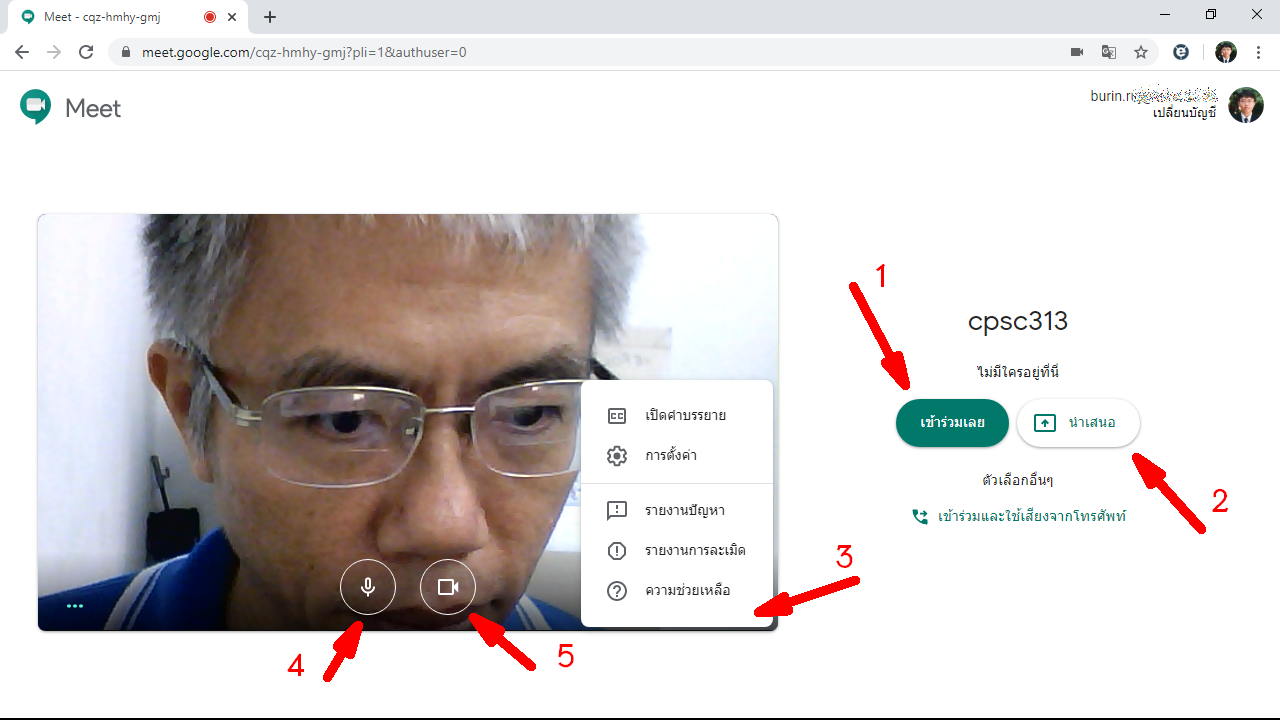 Meet - cqz-hmhy-gmj
meet.google.com/cqz-hmhy-gmj?pli=1&authuser=0
Meet
เปลี่ยนบัญชี
1
cpsc313
ไม่มีใครอยู่ที่นี่
เข้าร่วมเลย
นำเสนอ
2
ตัวเลือกอื่นๆ
เข้าร่วมและใช้เสียงจากโทรศัพท์
CC
เปิดคำบรรยาย
การตั้งค่า
รายงานปัญหา
รายงานการละเมิด
ความช่วยเหลือ
3
4
5